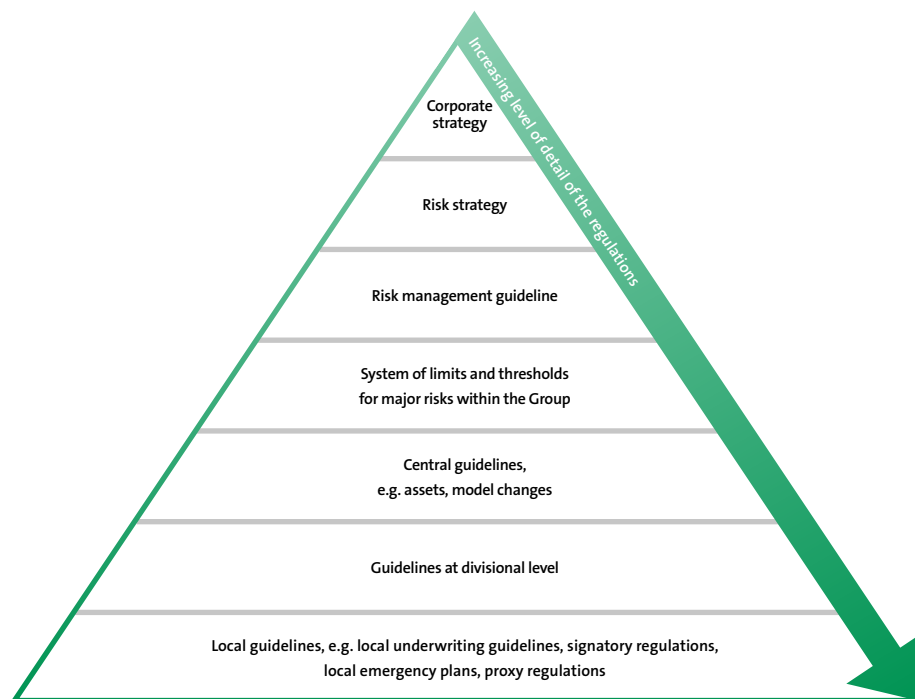 Increasing level of detail of the regulations
Corporate
strategy
Risk strategy
Risk management guideline
System of limits and thresholds
for major risks within the Group
Central guidelines,
e.g. assets, model changes
Guidelines at divisional level
Local guidelines, e.g. local underwriting guidelines, signatory regulations,
local emergency plans, proxy regulations